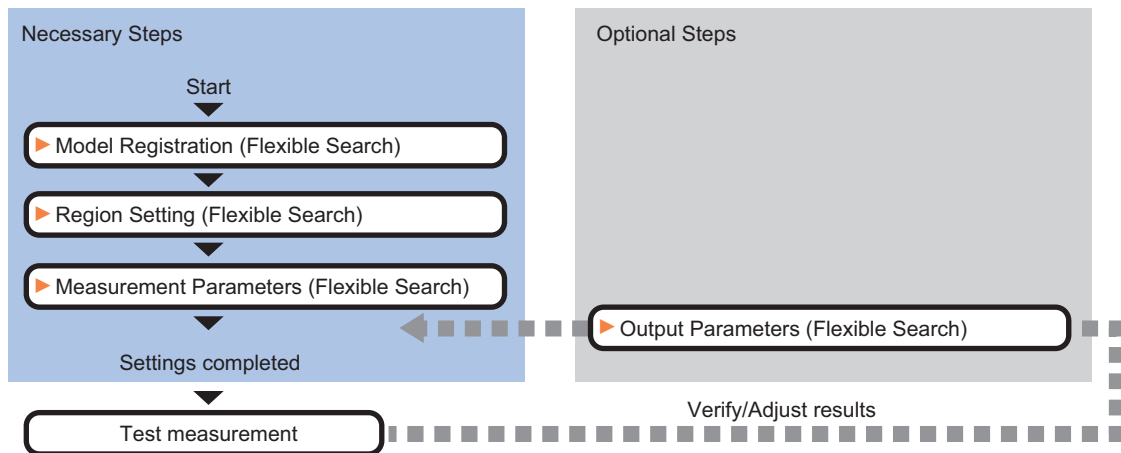 Necessary Steps
Start
Model Registration (Flexible Search)
Region Setting (Flexible Search)
Measurement Parameters (Flexible Search)
Settings completed
Test measurement
Optional Steps
Output Parameters (Flexible Search)
Verify/Adjust results